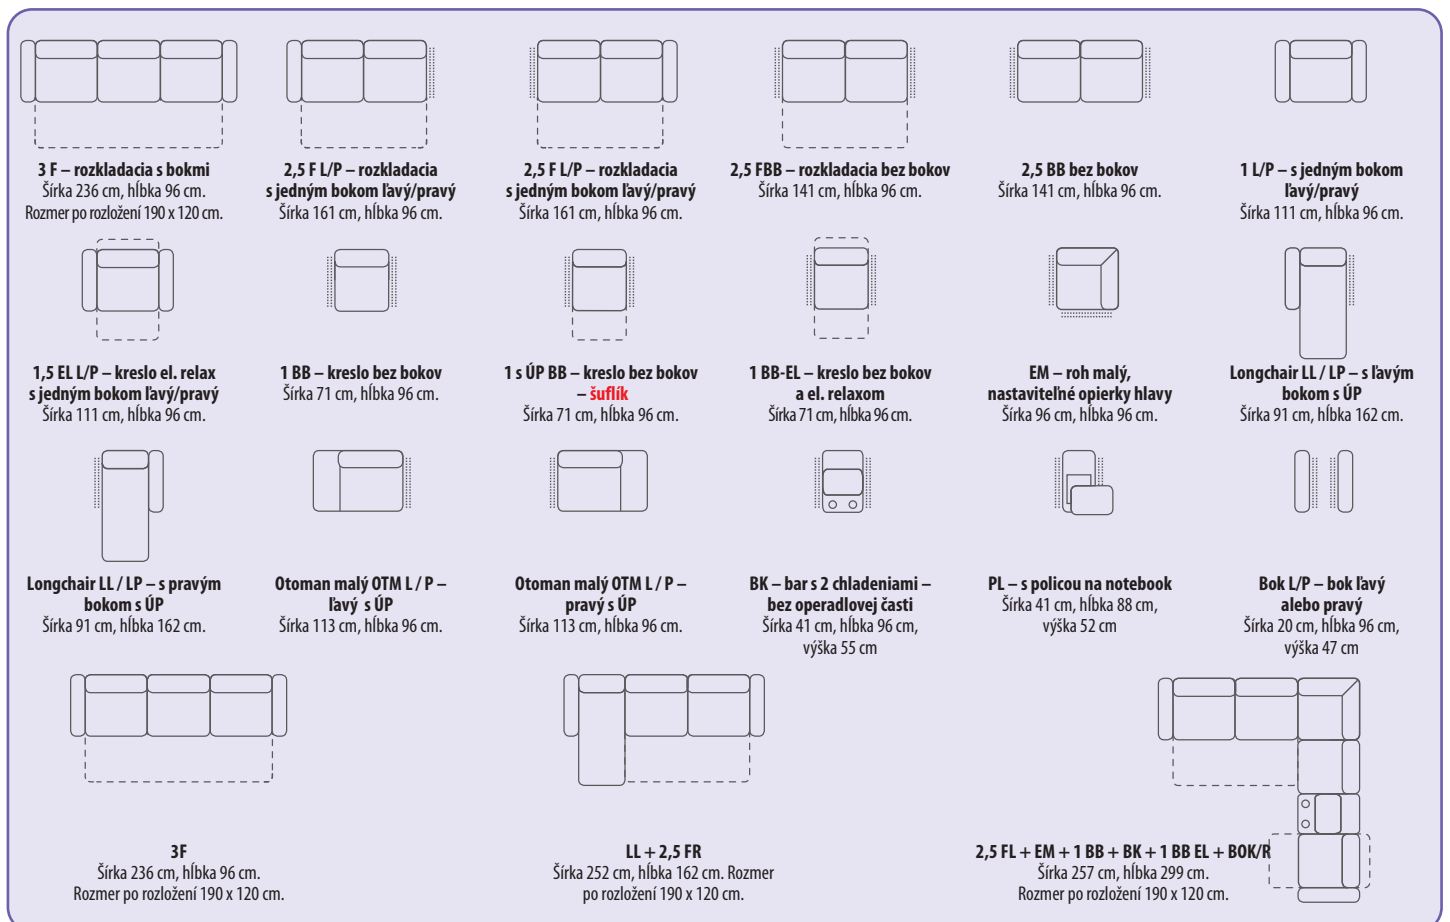 3 F – rozkladacia s bokmi
Šírka 236 cm, hĺbka 96 cm.
Rozmer po rozložení 190 x 120 cm.
2,5 F L/P – rozkladacia
s jedným bokom ľavý/pravý
Šírka 161 cm, hĺbka 96 cm.
2,5 F L/P – rozkladacia
s jedným bokom ľavý/pravý
Šírka 161 cm, hĺbka 96 cm.
2,5 FBB – rozkladacia bez bokov
Šírka 141 cm, hĺbka 96 cm.
2,5 BB bez bokov
Šírka 141 cm, hĺbka 96 cm.
1 L/P – s jedným bokom
ľavý/pravý
Šírka 111 cm, hĺbka 96 cm.
1,5 EL L/P – kreslo el. relax
s jedným bokom ľavý/pravý
Šírka 111 cm, hĺbka 96 cm.
1 BB – kreslo bez bokov
Šírka 71 cm, hĺbka 96 cm.
1 s ÚP BB – kreslo bez bokov
– šuflík
Šírka 71 cm, hĺbka 96 cm.
1 BB-EL – kreslo bez bokov
a el. relaxom
Šírka 71 cm, hĺbka 96 cm.
EM – roh malý,
nastaviteľné opierky hlavy
Šírka 96 cm, hĺbka 96 cm.
Longchair LL / LP – s ľavým
bokom s ÚP
Šírka 91 cm, hĺbka 162 cm.
Longchair LL / LP – s pravým
bokom s ÚP
Šírka 91 cm, hĺbka 162 cm.
Otoman malý OTM L / P –
ľavý s ÚP
Šírka 113 cm, hĺbka 96 cm.
Otoman malý OTM L / P –
pravý s ÚP
Šírka 113 cm, hĺbka 96 cm.
BK – bar s 2 chladeniami –
bez operadlovej časti
Šírka 41 cm, hĺbka 96 cm,
výška 55 cm
PL – s policou na notebook
Šírka 41 cm, hĺbka 88 cm,
výška 52 cm
Bok L/P – bok ľavý
alebo pravý
Šírka 20 cm, hĺbka 96 cm,
výška 47 cm
3F
Šírka 236 cm, hĺbka 96 cm.
Rozmer po rozložení 190 x 120 cm.
LL + 2,5 FR
Šírka 252 cm, hĺbka 162 cm. Rozmer
po rozložení 190 x 120 cm.
2,5 FL + EM + 1 BB + BK + 1 BB EL + BOK/R
Šírka 257 cm, hĺbka 299 cm.
Rozmer po rozložení 190 x 120 cm.